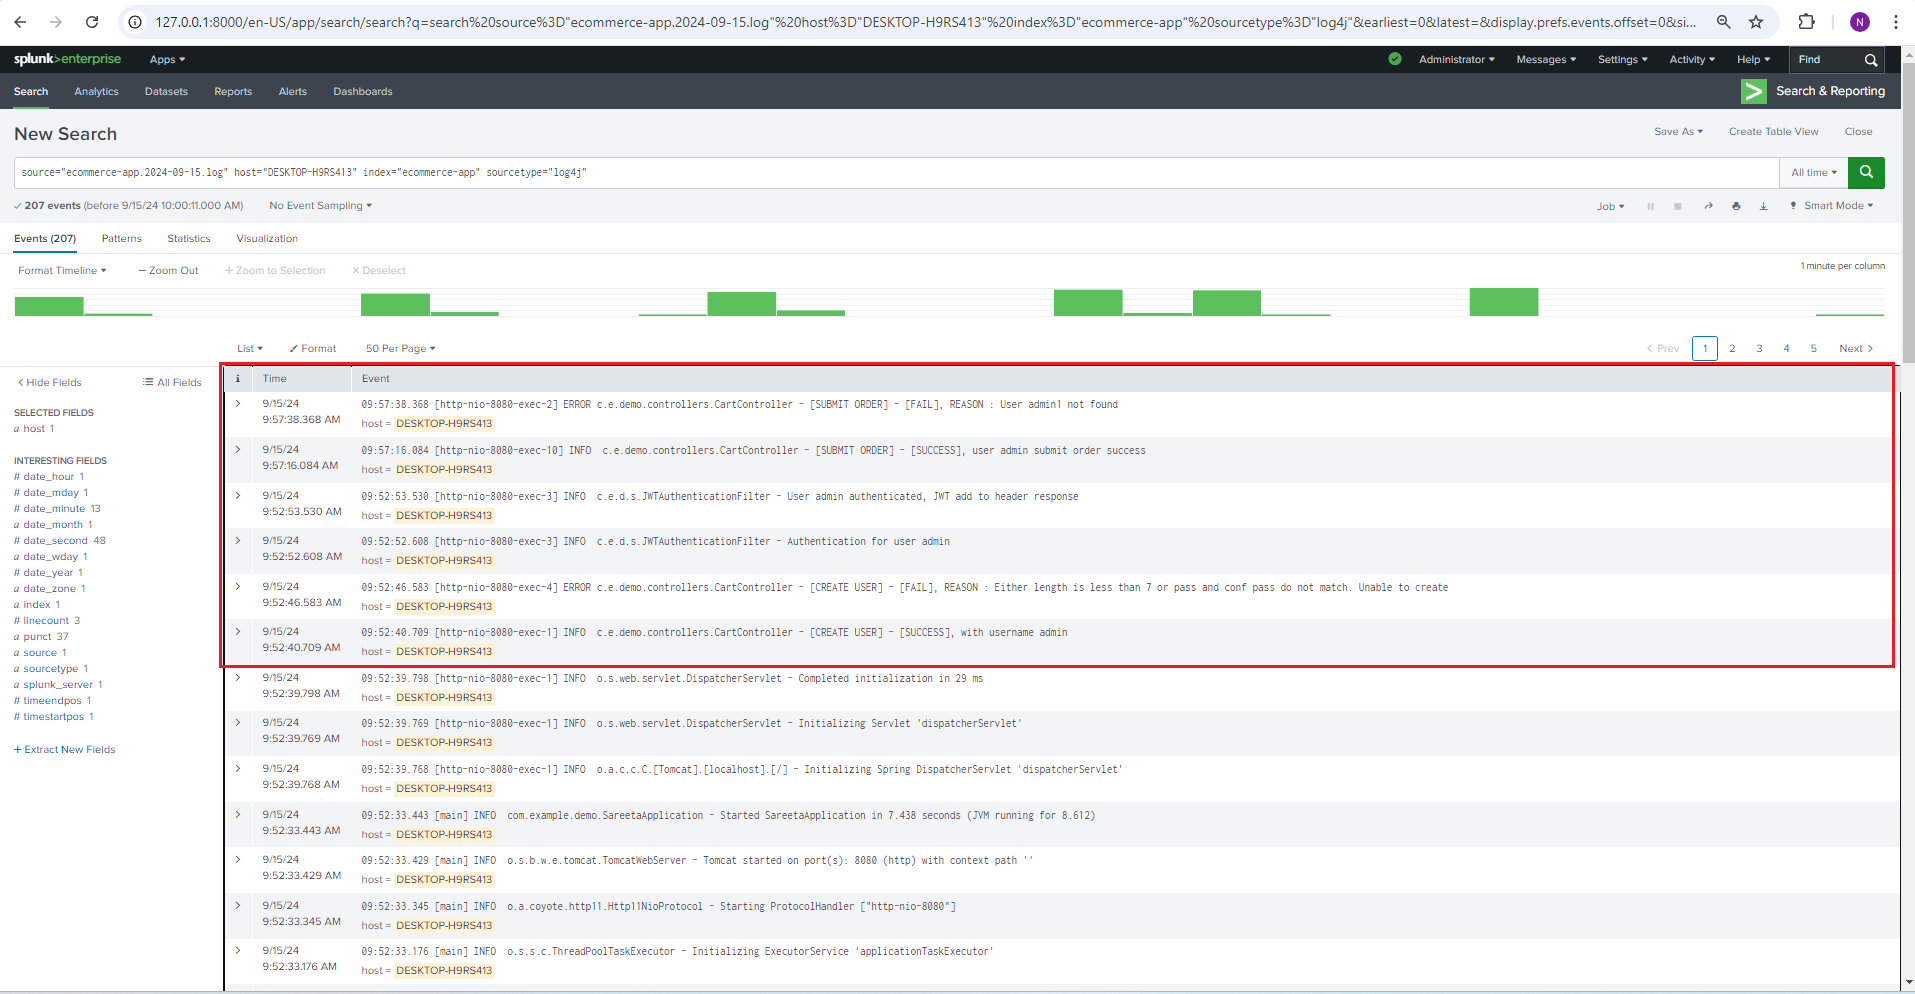 127.0.0.1:8000/en-US/app/search/search?q=search%20source%3D"ecommerce-app.2024-09-15.log"%20host%3D"DESKTOP-H9RS413"%20index%3D"ecommerce-app"%20sourcetype%3D"log4j"&earliest=0&latest=&display.prefs.events.offset=0&si... N
splunk>enterprise Apps Administrator Messages Settings Activity Help Find
Search Analytics Datasets Reports Alerts Dashboards Search & Reporting
New Search Save As Create Table View Close
source="ecommerce-app.2024-09-15.log" host="DESKTOP-H9RS413" index="ecommerce-app" sourcetype="log4j" All time
207 events (before 9/15/24 10:00:11.000 AM) No Event Sampling Job Smart Mode
Events (207) Patterns Statistics Visualization
Format Timeline — Zoom Out + Zoom to Selection × Deselect 1 minute per column
List Format 50 Per Page < Prev 1 2 3 4 5 Next >
< Hide Fields All Fields
SELECTED FIELDS
a host 1
INTERESTING FIELDS
# date_hour 1
# date_mday 1
# date_minute 13
a date_month 1
# date_second 48
a date_wday 1
# date_year 1
a date_zone 1
a index 1
# linecount 3
a punct 37
a source 1
a sourcetype 1
a splunk_server 1
# timeendpos 1
# timestartpos 1
+ Extract New Fields
i Time Event
> 9/15/24 09:57:38.368 [http-nio-8080-exec-2] ERROR c.e.demo.controllers.CartController - [SUBMIT ORDER] - [FAIL], REASON : User admin1 not found
9:57:38.368 AM host = DESKTOP-H9RS413
> 9/15/24 09:57:16.084 [http-nio-8080-exec-10] INFO c.e.demo.controllers.CartController - [SUBMIT ORDER] - [SUCCESS], user admin submit order success
9:57:16.084 AM host = DESKTOP-H9RS413
> 9/15/24 09:52:53.530 [http-nio-8080-exec-3] INFO c.e.d.s.JWTAuthenticationFilter - User admin authenticated, JWT add to header response
9:52:53.530 AM host = DESKTOP-H9RS413
> 9/15/24 09:52:52.608 [http-nio-8080-exec-3] INFO c.e.d.s.JWTAuthenticationFilter - Authentication for user admin
9:52:52.608 AM host = DESKTOP-H9RS413
> 9/15/24 09:52:46.583 [http-nio-8080-exec-4] ERROR c.e.demo.controllers.CartController - [CREATE USER] - [FAIL], REASON : Either length is less than 7 or pass and conf pass do not match. Unable to create
9:52:46.583 AM host = DESKTOP-H9RS413
> 9/15/24 09:52:40.709 [http-nio-8080-exec-1] INFO c.e.demo.controllers.CartController - [CREATE USER] - [SUCCESS], with username admin
9:52:40.709 AM host = DESKTOP-H9RS413
> 9/15/24 09:52:39.798 [http-nio-8080-exec-1] INFO o.s.web.servlet.DispatcherServlet - Completed initialization in 29 ms
9:52:39.798 AM host = DESKTOP-H9RS413
> 9/15/24 09:52:39.769 [http-nio-8080-exec-1] INFO o.s.web.servlet.DispatcherServlet - Initializing Servlet 'dispatcherServlet'
9:52:39.769 AM host = DESKTOP-H9RS413
> 9/15/24 09:52:39.768 [http-nio-8080-exec-1] INFO o.a.c.c.C.[Tomcat].[localhost].[/] - Initializing Spring DispatcherServlet 'dispatcherServlet'
9:52:39.768 AM host = DESKTOP-H9RS413
> 9/15/24 09:52:33.443 [main] INFO com.example.demo.SareetaApplication - Started SareetaApplication in 7.438 seconds (JVM running for 8.612)
9:52:33.443 AM host = DESKTOP-H9RS413
> 9/15/24 09:52:33.429 [main] INFO o.s.b.w.e.tomcat.TomcatWebServer - Tomcat started on port(s): 8080 (http) with context path ''
9:52:33.429 AM host = DESKTOP-H9RS413
> 9/15/24 09:52:33.345 [main] INFO o.a.coyote.http11.Http11NioProtocol - Starting ProtocolHandler ["http-nio-8080"]
9:52:33.345 AM host = DESKTOP-H9RS413
> 9/15/24 09:52:33.176 [main] INFO o.s.s.c.ThreadPoolTaskExecutor - Initializing ExecutorService 'applicationTaskExecutor'
9:52:33.176 AM host = DESKTOP-H9RS413